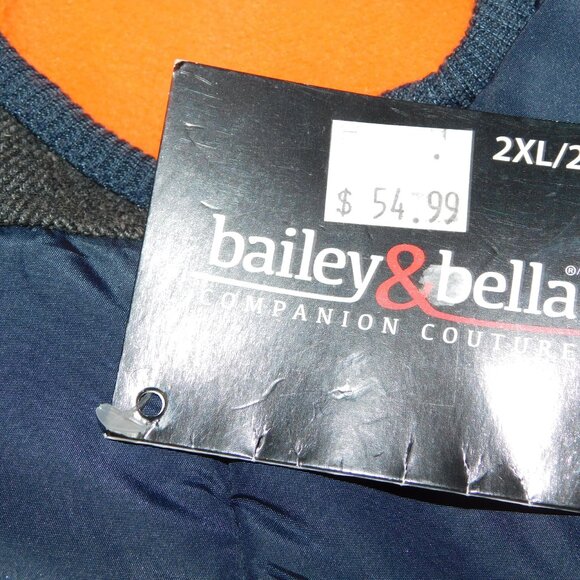 2XL/2
$ 54.99
bailey&bella®
COMPANION COUTURE